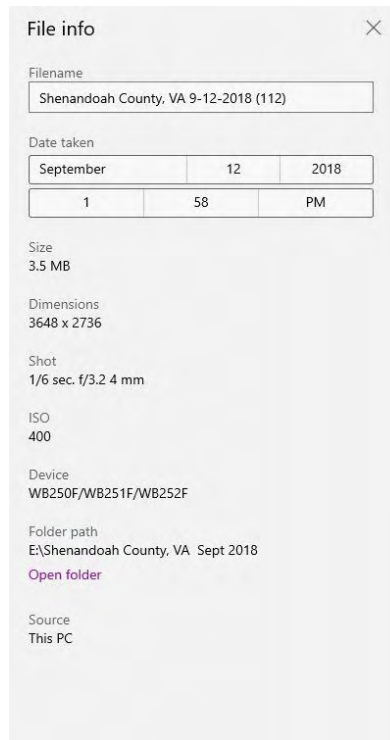 File info
Filename
Shenandoah County, VA 9-12-2018 (112)
Date taken
September 12 2018
1 58 PM
Size
3.5 MB
Dimensions
3648 x 2736
Shot
1/6 sec. f/3.2 4 mm
ISO
400
Device
WB250F/WB251F/WB252F
Folder path
E:\Shenandoah County, VA  Sept 2018
Open folder
Source
This PC